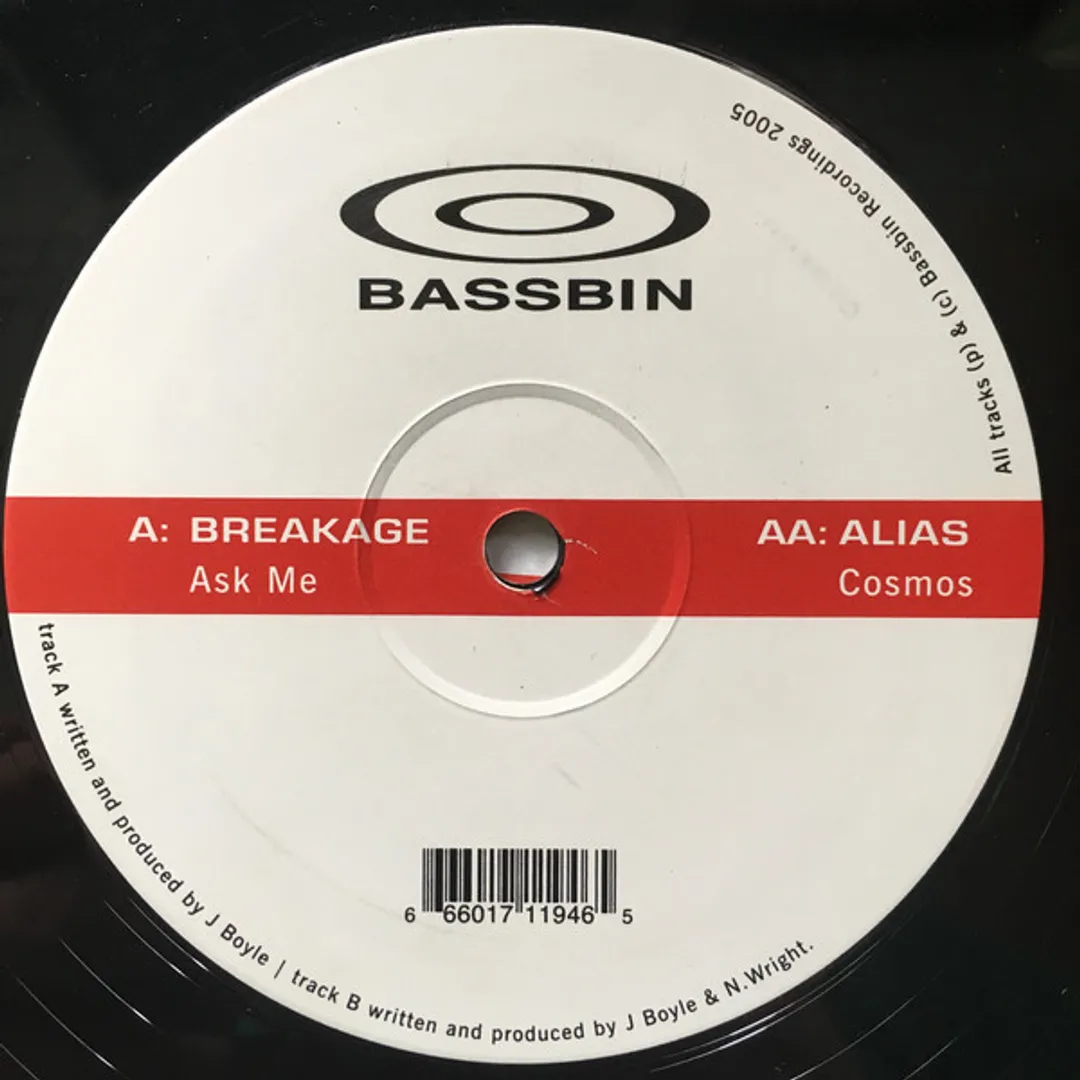 BASSBIN
All tracks (p) & (c) Bassbin Recordings 2005
A: BREAKAGE
Ask Me
AA: ALIAS
Cosmos
6 66017 11946 5
track A written and produced by J Boyle | track B written and produced by J Boyle & N.Wright.